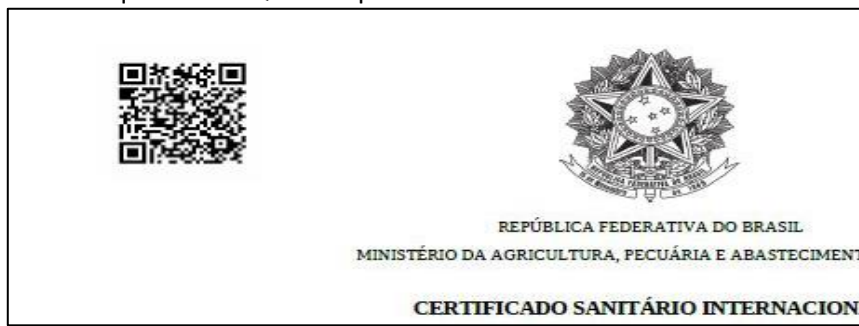 REPÚBLICA FEDERATIVA DO BRASIL
MINISTÉRIO DA AGRICULTURA, PECUÁRIA E ABASTECIMENT
CERTIFICADO SANITÁRIO INTERNACION